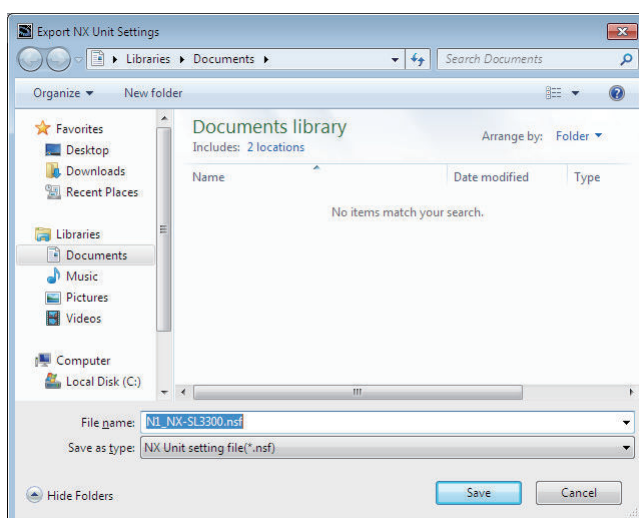 Export NX Unit Settings
Libraries Documents
Search Documents
Organize New folder
Favorites
Desktop
Downloads
Recent Places
Libraries
Documents
Music
Pictures
Videos
Computer
Local Disk (C:)
Documents library
Includes: 2 locations
Arrange by: Folder
Name Date modified Type
No items match your search.
File name: N1_NX-SL3300.nsf
Save as type: NX Unit setting file(*.nsf)
Hide Folders
Save Cancel